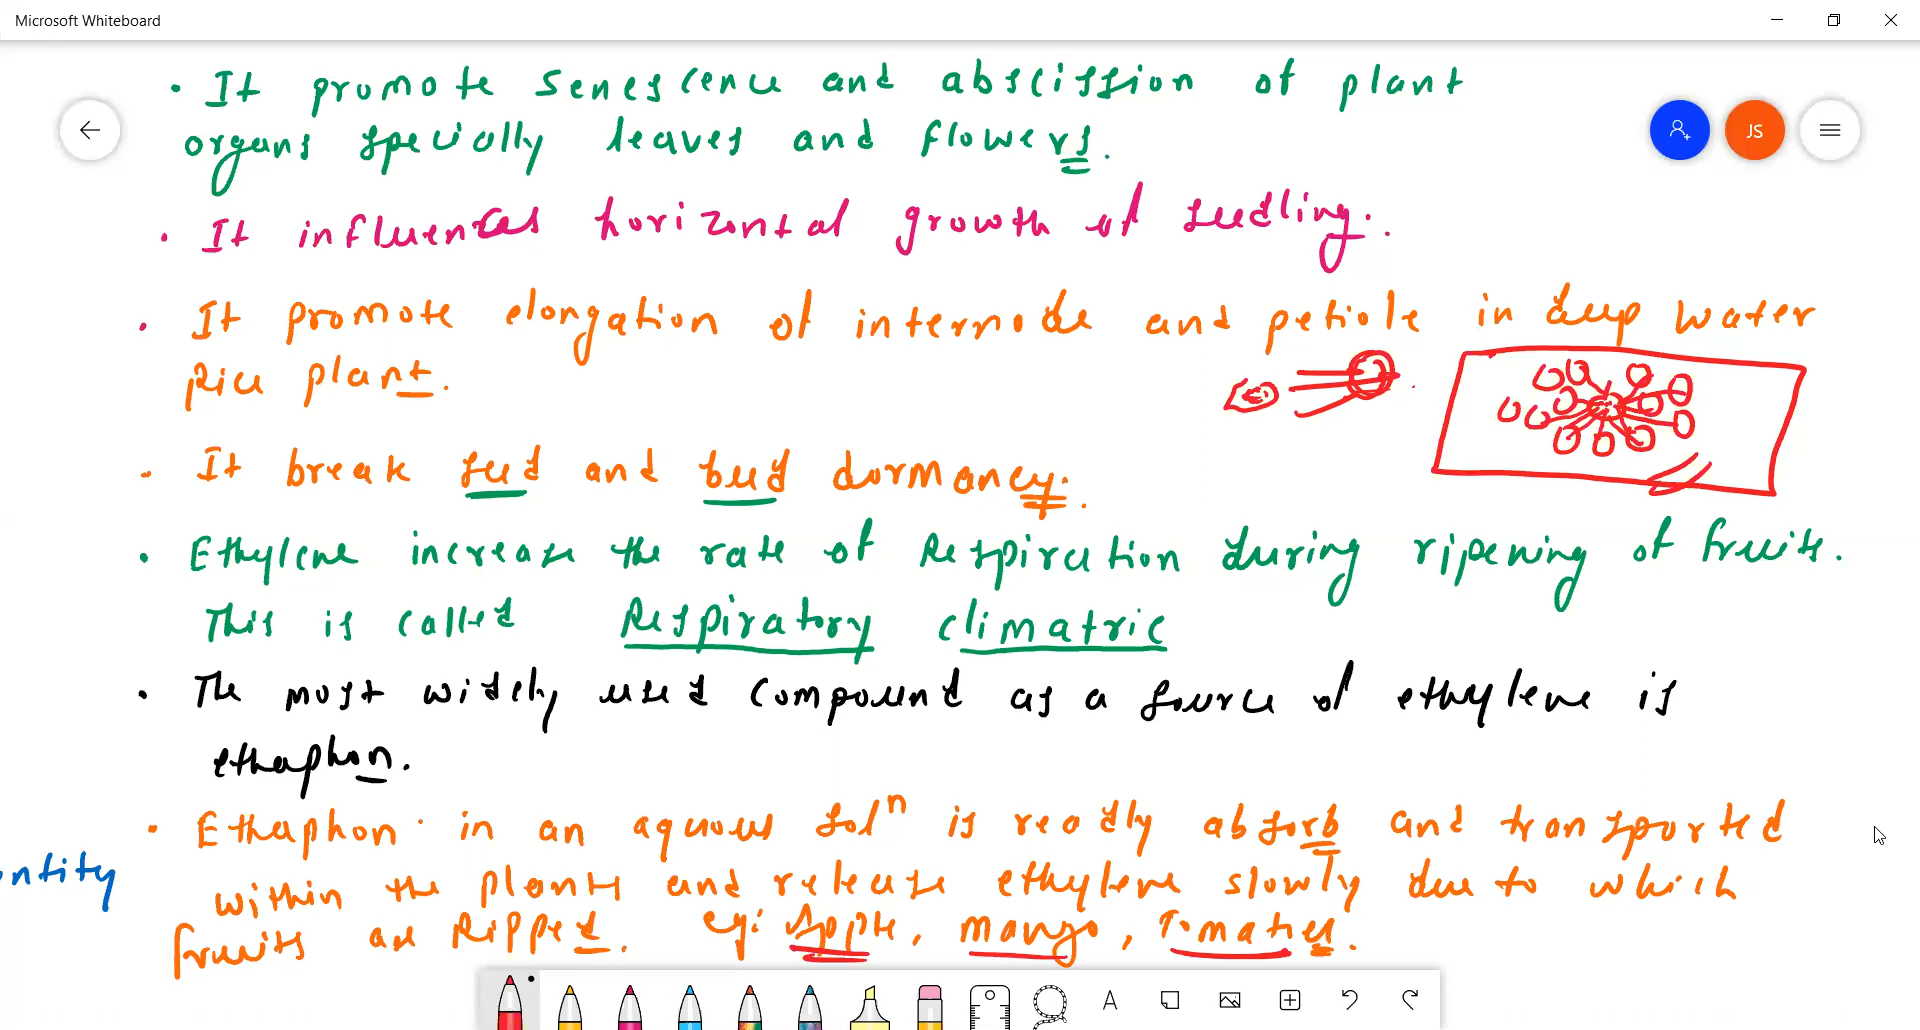 Microsoft Whiteboard
JS
• It promote senescence and abscission of plant
organs specially leaves and flowers.
• It influences horizontal growth of seedling.
• It promote elongation of internode and petiole in deep water
rice plant.
• It break seed and bud dormancy.
• Ethylene increase the rate of Respiration during ripening of fruits.
This is called Respiratory climatric
• The most widely used compound as a source of ethylene is
ethaphon.
• Ethaphon in an aqueous solⁿ is readly absorb and transported
ntity
within the plants and release ethylene slowly due to which
fruits are Ripped. eg: Apple, mango, Tomatoes.
A